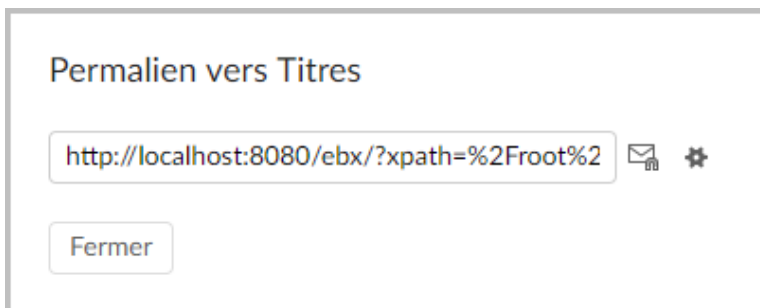 Permalien vers Titres
http://localhost:8080/ebx/?xpath=%2Froot%2
Fermer